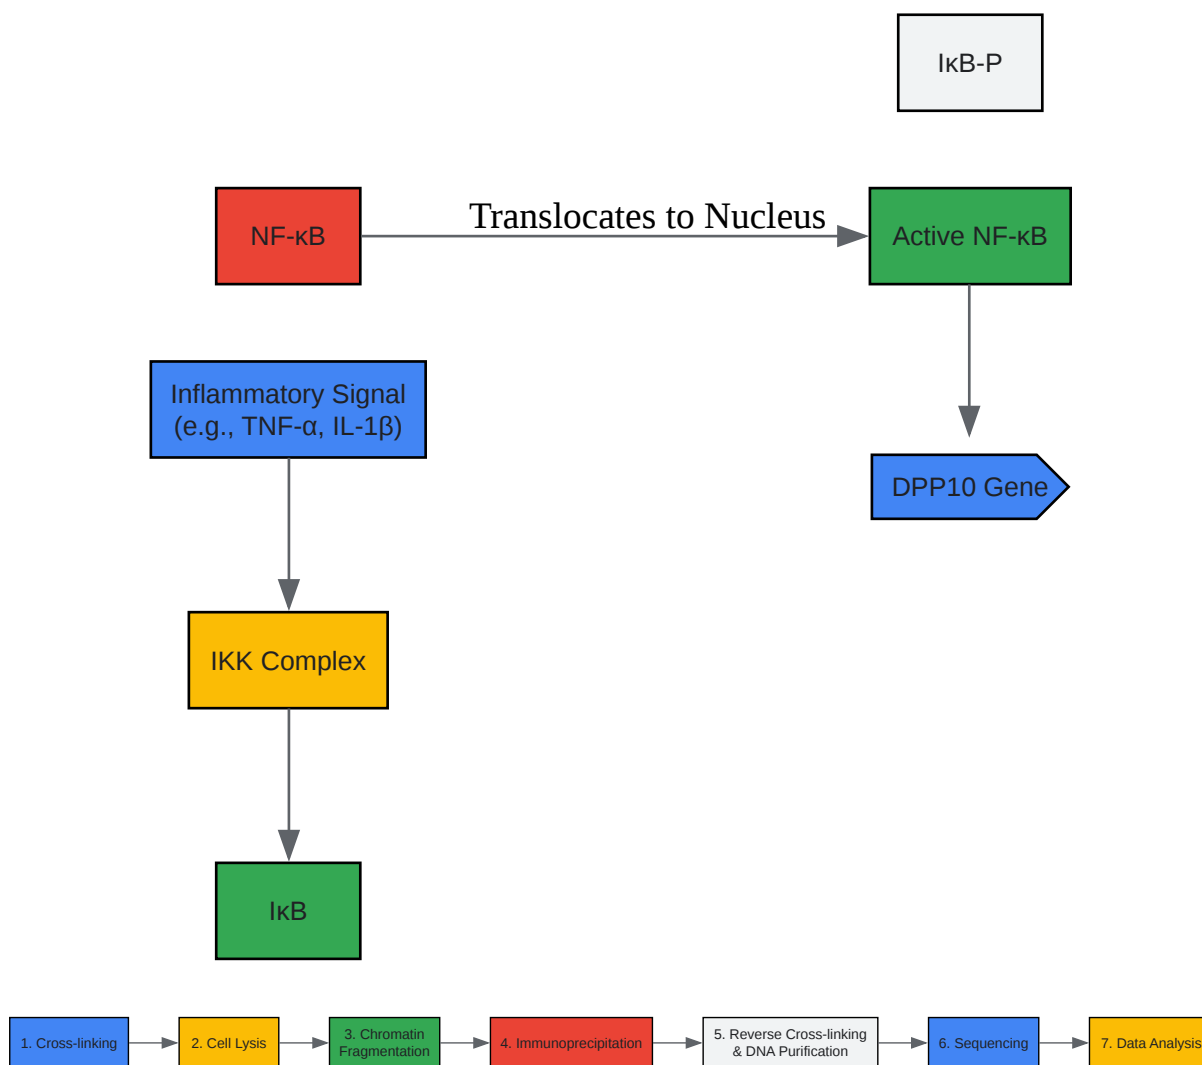 IκB-P
NF-κB
Translocates to Nucleus
Active NF-κB
Inflammatory Signal
(e.g., TNF-α, IL-1β)
DPP10 Gene
IKK Complex
IκB
1. Cross-linking
2. Cell Lysis
3. Chromatin
Fragmentation
4. Immunoprecipitation
5. Reverse Cross-linking
& DNA Purification
6. Sequencing
7. Data Analysis